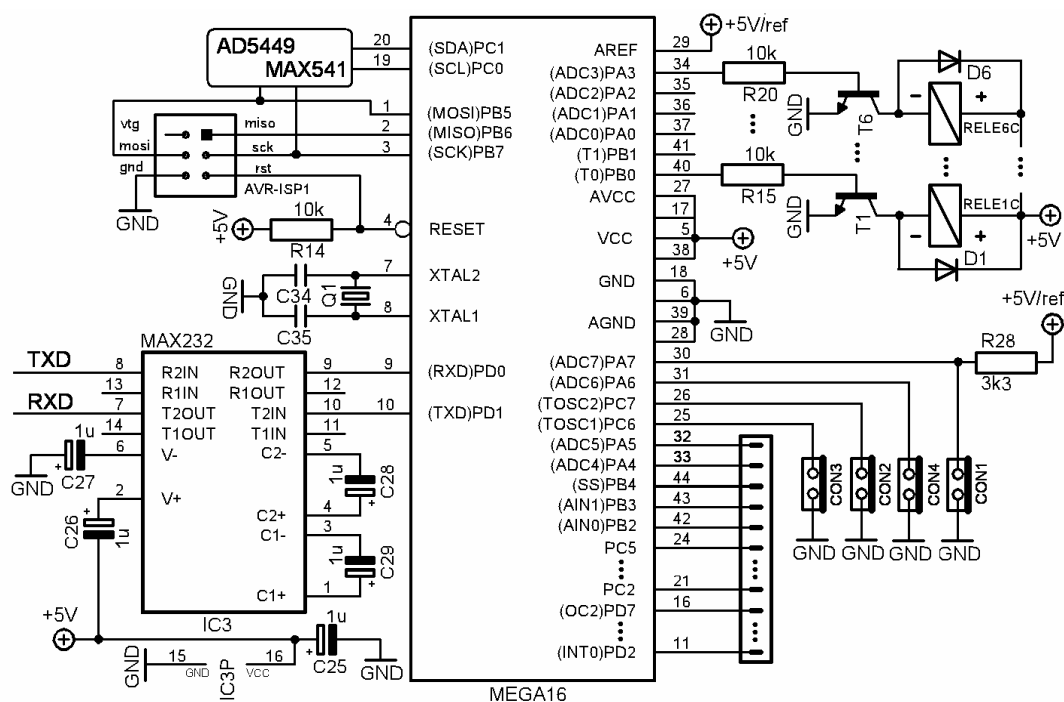 AD5449
MAX541
20
19
(SDA)PC1
(SCL)PC0
1
(MOSI)PB5
2
(MISO)PB6
3
(SCK)PB7
vtg
miso
mosi
sck
gnd
rst
AVR-ISP1
GND
+5V
10k
R14
4
RESET
GND
C34
C35
Q1
7
XTAL2
8
XTAL1
MAX232
TXD
8
R2IN
R2OUT
9
9
(RXD)PD0
13
R1IN
R1OUT
12
RXD
7
T2OUT
T2IN
10
10
(TXD)PD1
14
T1OUT
T1IN
11
1u
C27
GND
6
V-
C2-
5
1u
C28
2
V+
C2+
4
C26
1u
C1-
3
1u
C29
C1+
1
IC3
+5V
1u
C25
GND
GND
15
GND
IC3P
16
VCC
MEGA16
AREF
29
+5V/ref
(ADC3)PA3
34
10k
R20
(ADC2)PA2
35
(ADC1)PA1
36
(ADC0)PA0
37
(T1)PB1
41
(T0)PB0
40
10k
R15
AVCC
27
17
VCC
5
+5V
38
GND
18
6
AGND
39
GND
28
GND
T6
D6
- +
RELE6C
GND
T1
RELE1C
- +
D1
+5V
+5V/ref
R28
3k3
(ADC7)PA7
30
(ADC6)PA6
31
(TOSC2)PC7
26
(TOSC1)PC6
25
(ADC5)PA5
32
(ADC4)PA4
33
(SS)PB4
44
(AIN1)PB3
43
(AIN0)PB2
42
PC5
24
PC2
21
(OC2)PD7
16
(INT0)PD2
11
CON3
CON2
CON4
CON1
GND
GND
GND
GND